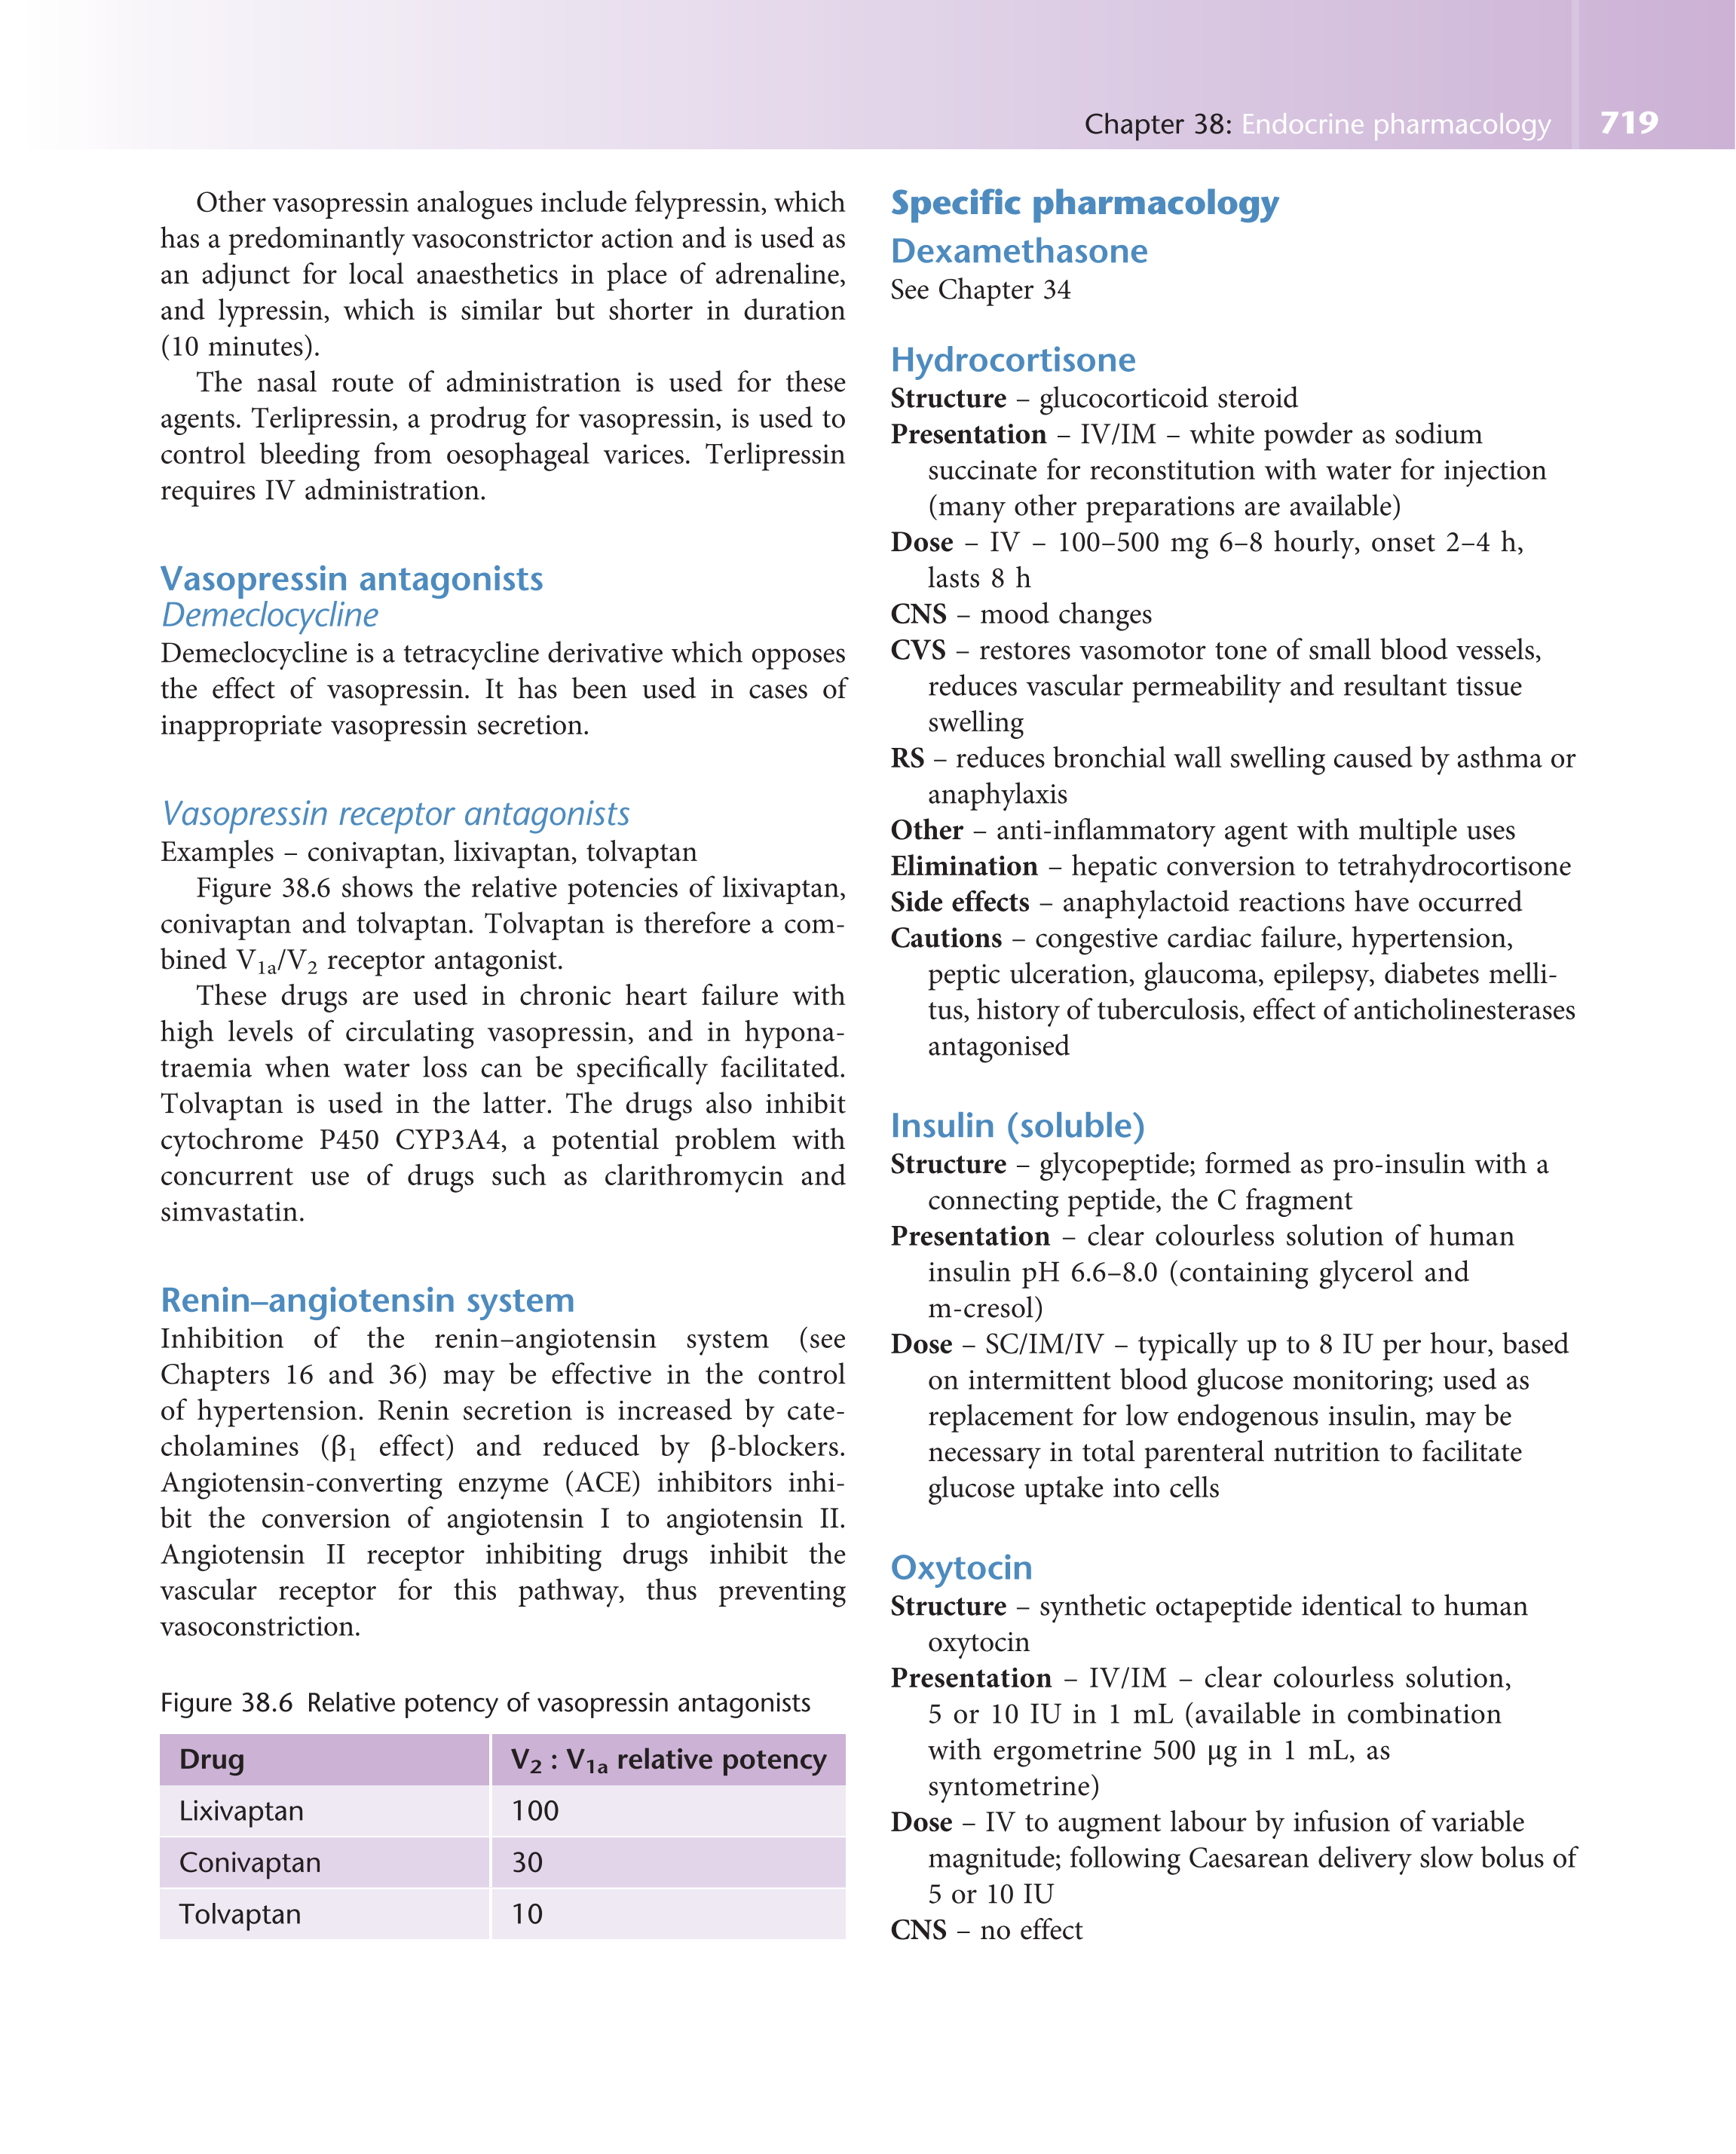 Chapter 38: Endocrine pharmacology 719
Other vasopressin analogues include felypressin, which
has a predominantly vasoconstrictor action and is used as
an adjunct for local anaesthetics in place of adrenaline,
and lypressin, which is similar but shorter in duration
(10 minutes).
The nasal route of administration is used for these
agents. Terlipressin, a prodrug for vasopressin, is used to
control bleeding from oesophageal varices. Terlipressin
requires IV administration.
Vasopressin antagonists
Demeclocycline
Demeclocycline is a tetracycline derivative which opposes
the effect of vasopressin. It has been used in cases of
inappropriate vasopressin secretion.
Vasopressin receptor antagonists
Examples – conivaptan, lixivaptan, tolvaptan
Figure 38.6 shows the relative potencies of lixivaptan,
conivaptan and tolvaptan. Tolvaptan is therefore a com-
bined V₁ₐ/V₂ receptor antagonist.
These drugs are used in chronic heart failure with
high levels of circulating vasopressin, and in hypona-
traemia when water loss can be specifically facilitated.
Tolvaptan is used in the latter. The drugs also inhibit
cytochrome P450 CYP3A4, a potential problem with
concurrent use of drugs such as clarithromycin and
simvastatin.
Renin–angiotensin system
Inhibition of the renin–angiotensin system (see
Chapters 16 and 36) may be effective in the control
of hypertension. Renin secretion is increased by cate-
cholamines (β₁ effect) and reduced by β-blockers.
Angiotensin-converting enzyme (ACE) inhibitors inhi-
bit the conversion of angiotensin I to angiotensin II.
Angiotensin II receptor inhibiting drugs inhibit the
vascular receptor for this pathway, thus preventing
vasoconstriction.
Figure 38.6 Relative potency of vasopressin antagonists
Drug V₂ : V₁ₐ relative potency
Lixivaptan 100
Conivaptan 30
Tolvaptan 10
Specific pharmacology
Dexamethasone
See Chapter 34
Hydrocortisone
Structure – glucocorticoid steroid
Presentation – IV/IM – white powder as sodium
succinate for reconstitution with water for injection
(many other preparations are available)
Dose – IV – 100–500 mg 6–8 hourly, onset 2–4 h,
lasts 8 h
CNS – mood changes
CVS – restores vasomotor tone of small blood vessels,
reduces vascular permeability and resultant tissue
swelling
RS – reduces bronchial wall swelling caused by asthma or
anaphylaxis
Other – anti-inflammatory agent with multiple uses
Elimination – hepatic conversion to tetrahydrocortisone
Side effects – anaphylactoid reactions have occurred
Cautions – congestive cardiac failure, hypertension,
peptic ulceration, glaucoma, epilepsy, diabetes melli-
tus, history of tuberculosis, effect of anticholinesterases
antagonised
Insulin (soluble)
Structure – glycopeptide; formed as pro-insulin with a
connecting peptide, the C fragment
Presentation – clear colourless solution of human
insulin pH 6.6–8.0 (containing glycerol and
m-cresol)
Dose – SC/IM/IV – typically up to 8 IU per hour, based
on intermittent blood glucose monitoring; used as
replacement for low endogenous insulin, may be
necessary in total parenteral nutrition to facilitate
glucose uptake into cells
Oxytocin
Structure – synthetic octapeptide identical to human
oxytocin
Presentation – IV/IM – clear colourless solution,
5 or 10 IU in 1 mL (available in combination
with ergometrine 500 μg in 1 mL, as
syntometrine)
Dose – IV to augment labour by infusion of variable
magnitude; following Caesarean delivery slow bolus of
5 or 10 IU
CNS – no effect